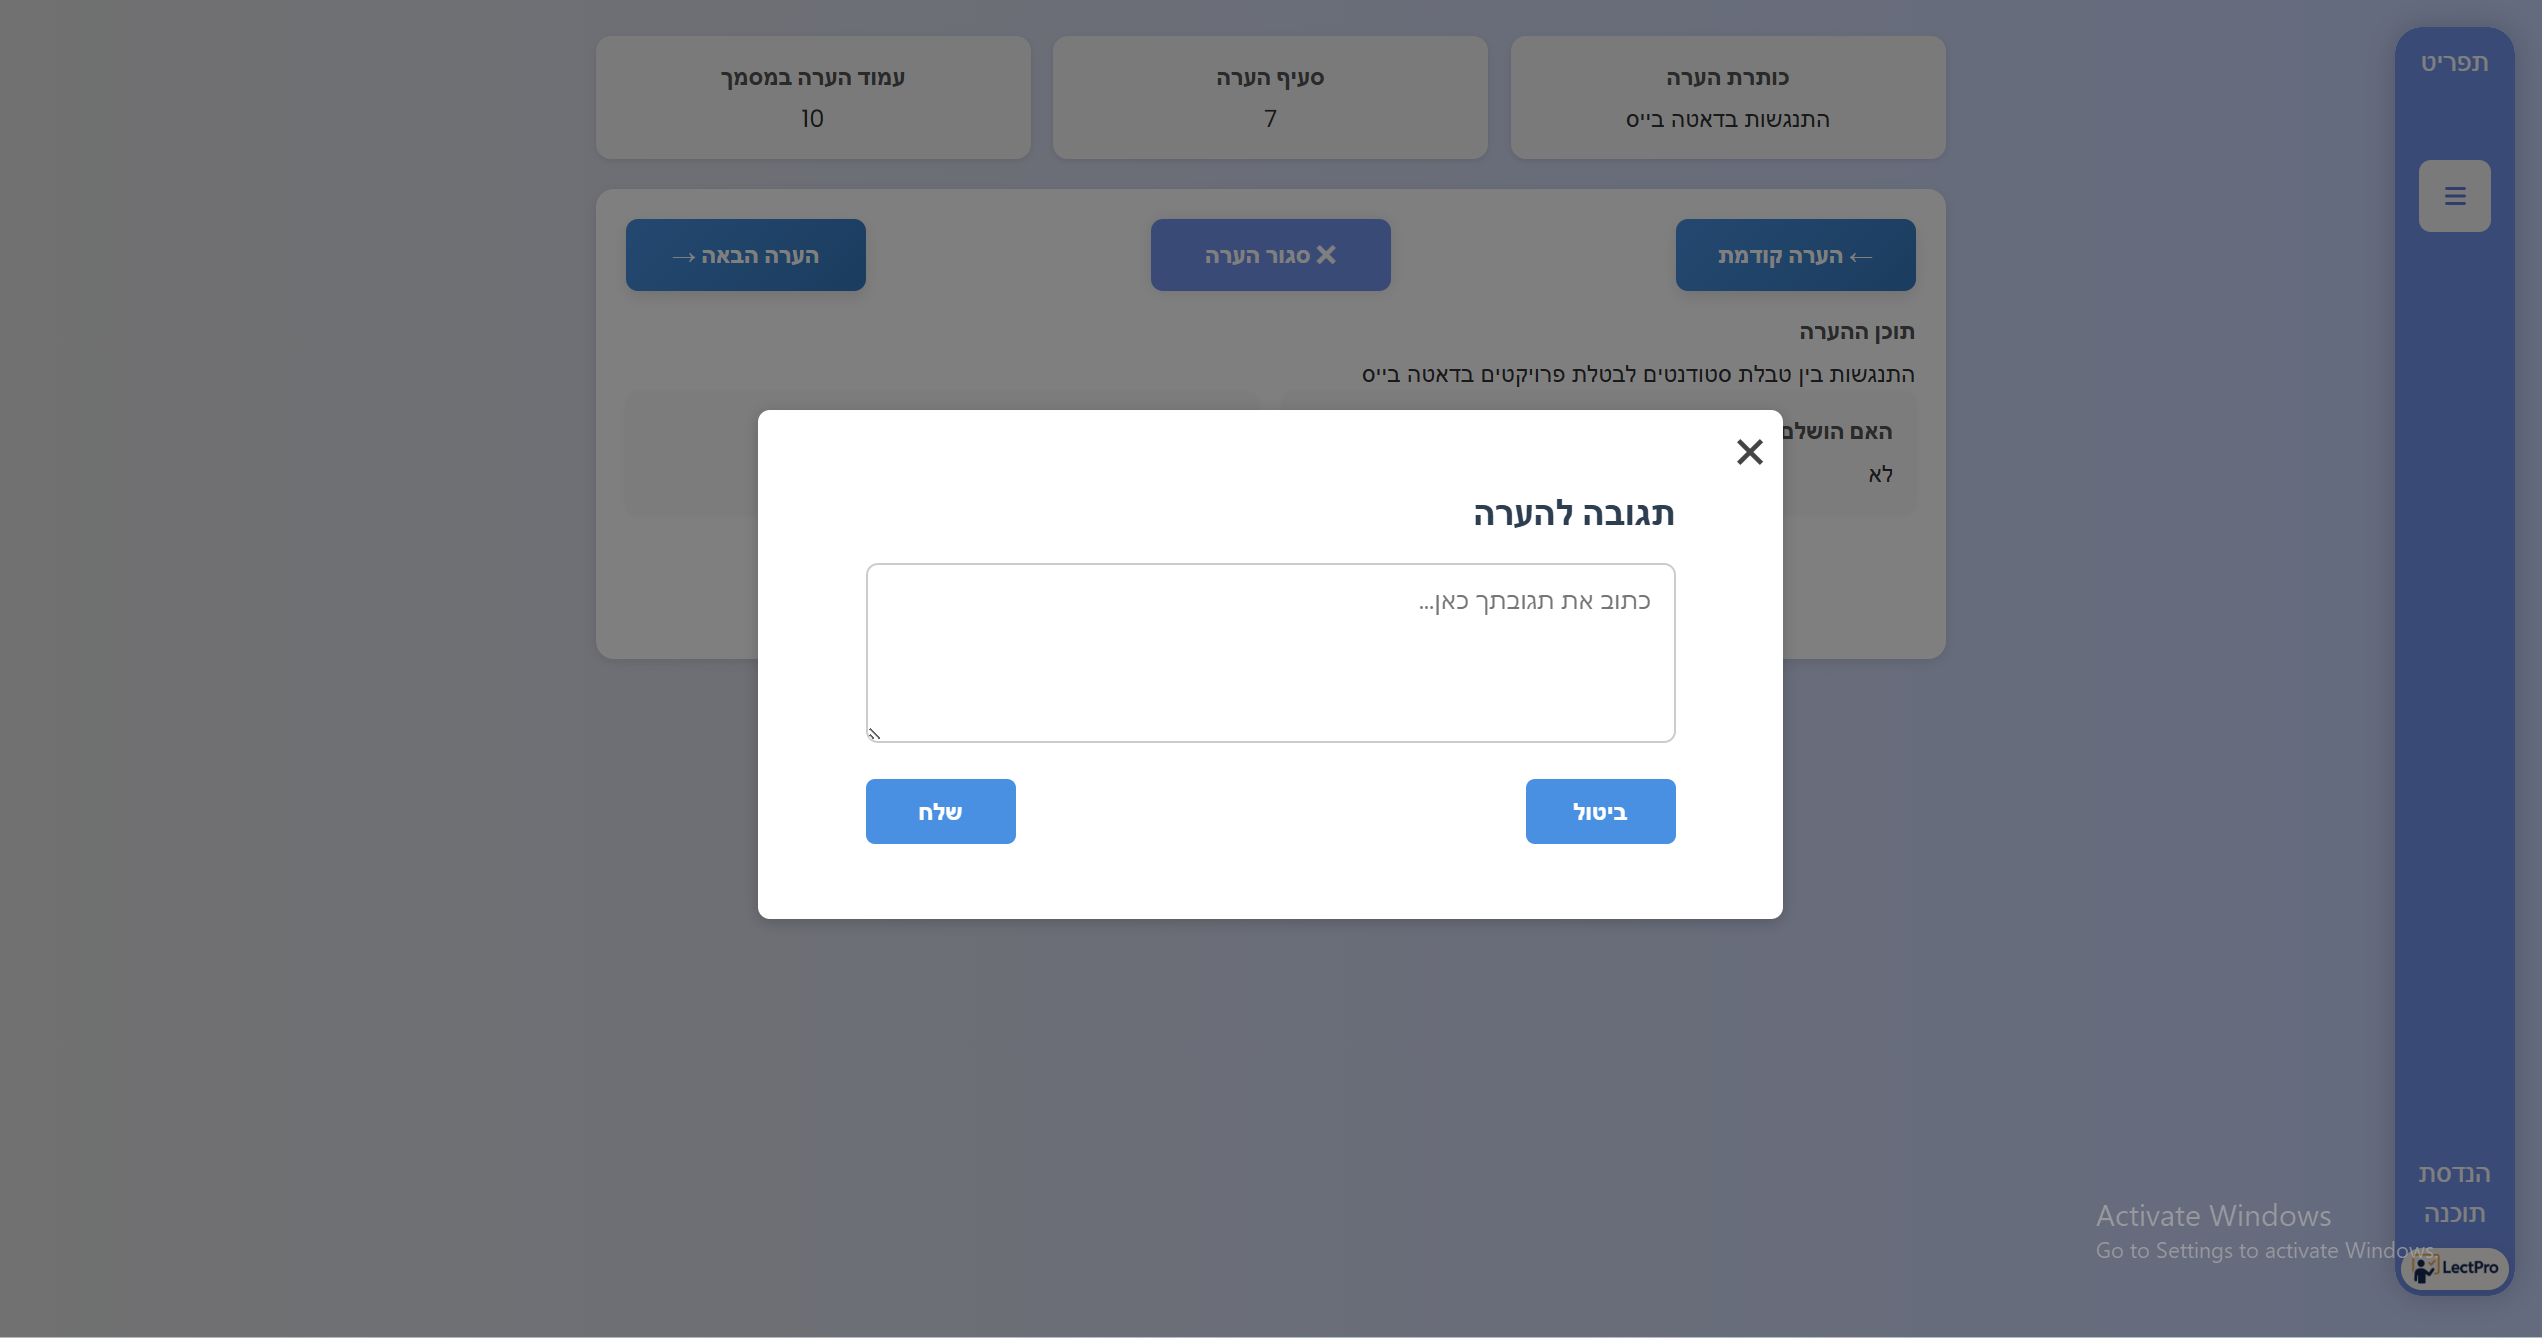 תפריט
כותרת הערה
התנגשות בדאטה בייס
סעיף הערה
7
עמוד הערה במסמך
10
← הערה קודמת
✕ סגור הערה
הערה הבאה →
תוכן ההערה
התנגשות בין טבלת סטודנטים לבטלת פרויקטים בדאטה בייס
האם הושלם
לא
תגובה להערה
כתוב את תגובתך כאן...
ביטול
שלח
הנדסת
תוכנה
Activate Windows
Go to Settings to activate Windows.
LectPro